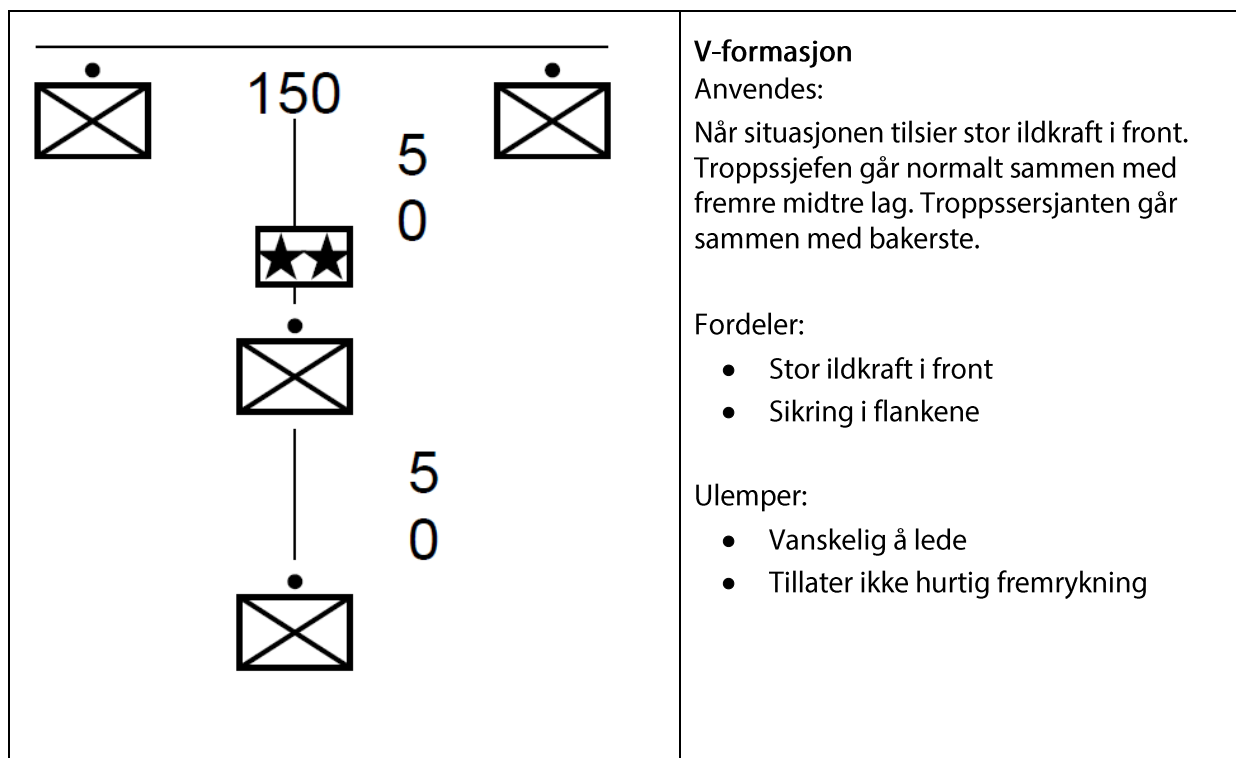 150
5
0
5
0
V-formasjon
Anvendes:
Når situasjonen tilsier stor ildkraft i front.
Troppssjefen går normalt sammen med
fremre midtre lag. Troppssersjanten går
sammen med bakerste.
Fordeler:
● Stor ildkraft i front
● Sikring i flankene
Ulemper:
● Vanskelig å lede
● Tillater ikke hurtig fremrykning